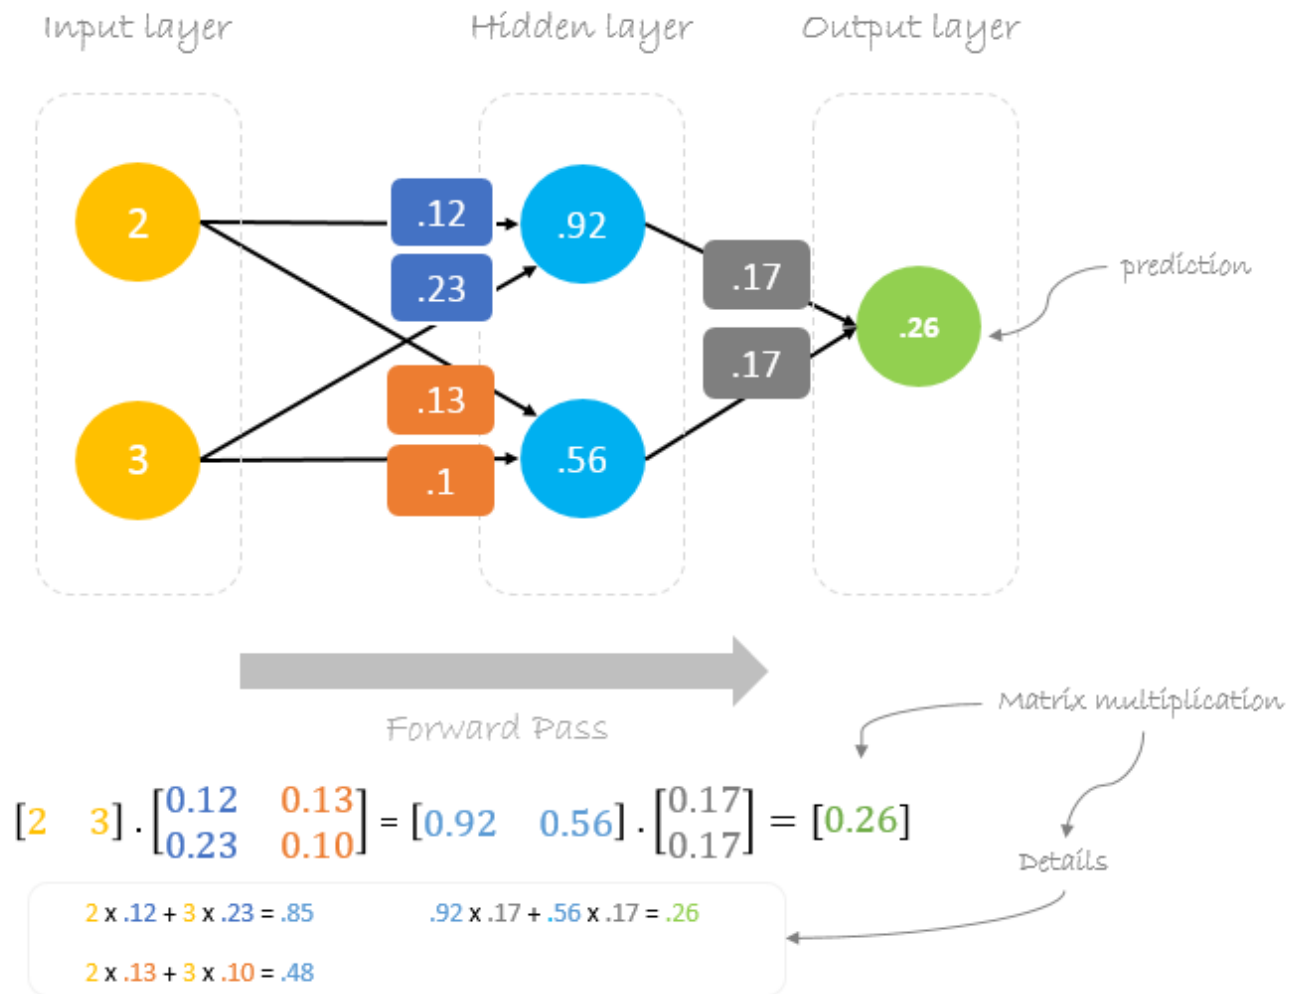 Input layer
Hidden layer
Output layer
2
.12
.92
.23
.17
prediction
.26
.17
.13
3
.56
.1
Forward Pass
Matrix multiplication
[2 3] . [0.12 0.13] = [0.92 0.56] . [0.17] = [0.26]
0.23 0.10 0.17
Details
2 x .12 + 3 x .23 = .85
.92 x .17 + .56 x .17 = .26
2 x .13 + 3 x .10 = .48